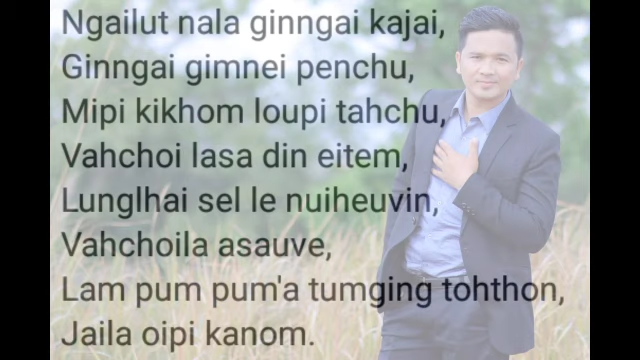 Ngailut nala ginngai kajai,
Ginngai gimnei penchu,
Mipi kikhom loupi tahchu,
Vahchoi lasa din eitem,
Lunglhai sel le nuiheuvin,
Vahchoila asauve,
Lam pum pum'a tumging tohthon,
Jaila oipi kanom.